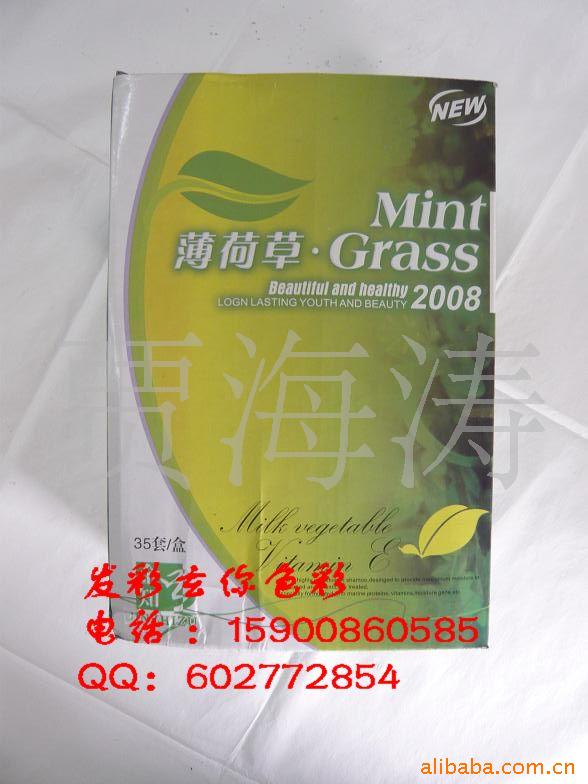 NEW
Mint
薄荷草·Grass
Beautiful and healthy
LOGN LASTING YOUTH AND BEAUTY 2008
贾海涛
Milk vegetable
Vitamin E
35套/盒
发彩去你色彩
电话：15900860585
QQ：602772854
alibaba.com.cn